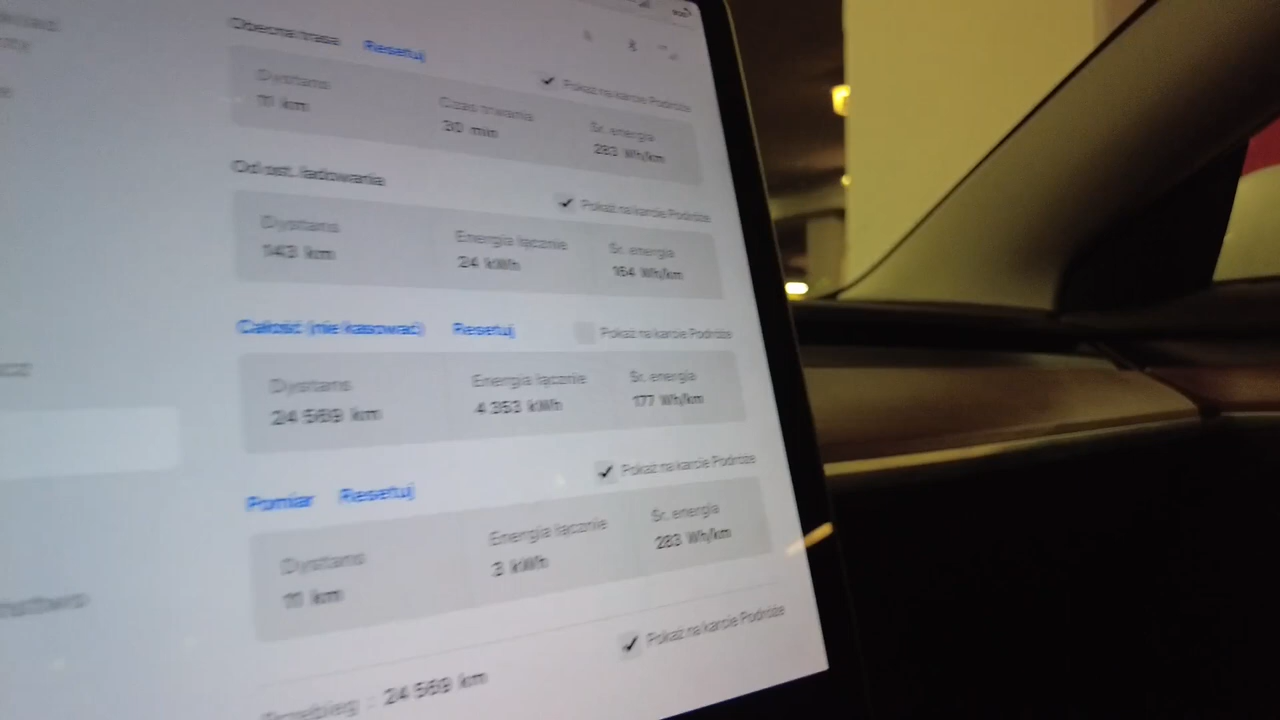 Obecna trasa Resetuj
Pokaż na karcie Podróże
Dystans Czas trwania Śr. energia
11 km 30 min 283 Wh/km
Od ost. ładowania
Pokaż na karcie Podróże
Dystans Energia łącznie Śr. energia
143 km 24 kWh 164 Wh/km
Całość (nie kasować) Resetuj
Pokaż na karcie Podróże
Dystans Energia łącznie Śr. energia
24 569 km 4 353 kWh 177 Wh/km
Pomiar Resetuj
Pokaż na karcie Podróże
Dystans Energia łącznie Śr. energia
11 km 3 kWh 283 Wh/km
Pokaż na karcie Podróże
Przebieg : 24 569 km